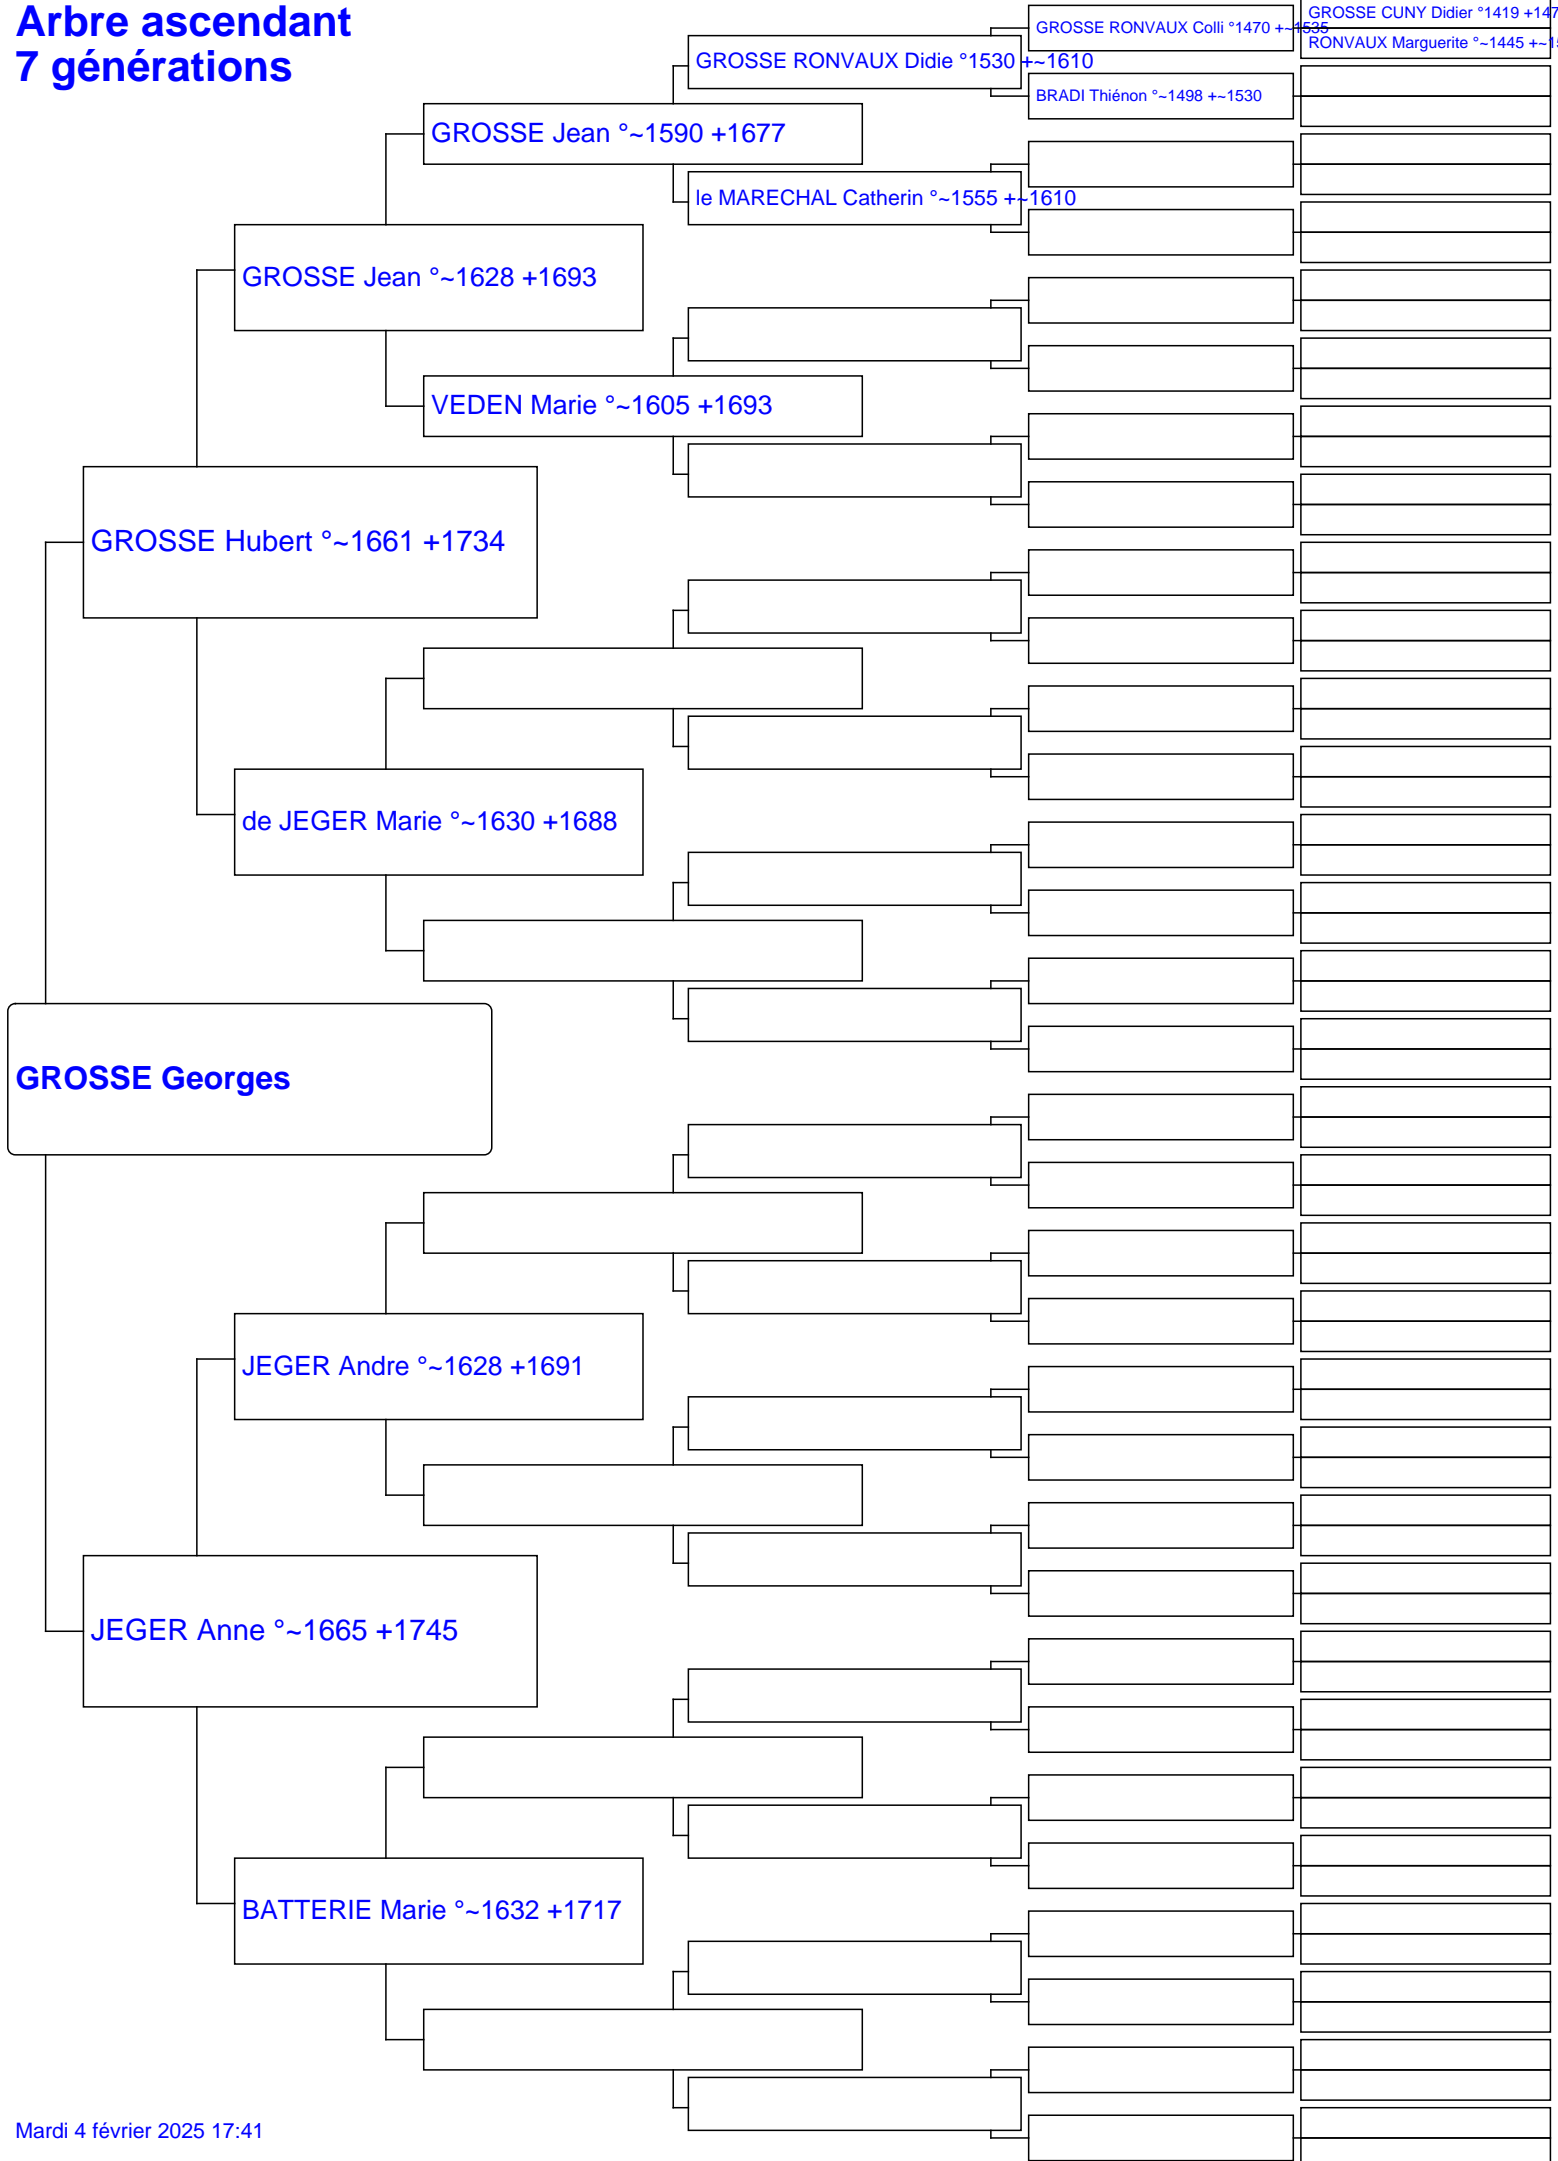 Arbre ascendant
7 générations
GROSSE CUNY Didier °1419 +147
GROSSE RONVAUX Colli °1470 +~1535
RONVAUX Marguerite °~1445 +~15
GROSSE RONVAUX Didie °1530 +~1610
BRADI Thiénon °~1498 +~1530
GROSSE Jean °~1590 +1677
le MARECHAL Catherin °~1555 +~1610
GROSSE Jean °~1628 +1693
VEDEN Marie °~1605 +1693
GROSSE Hubert °~1661 +1734
de JEGER Marie °~1630 +1688
GROSSE Georges
JEGER Andre °~1628 +1691
JEGER Anne °~1665 +1745
BATTERIE Marie °~1632 +1717
Mardi 4 février 2025 17:41